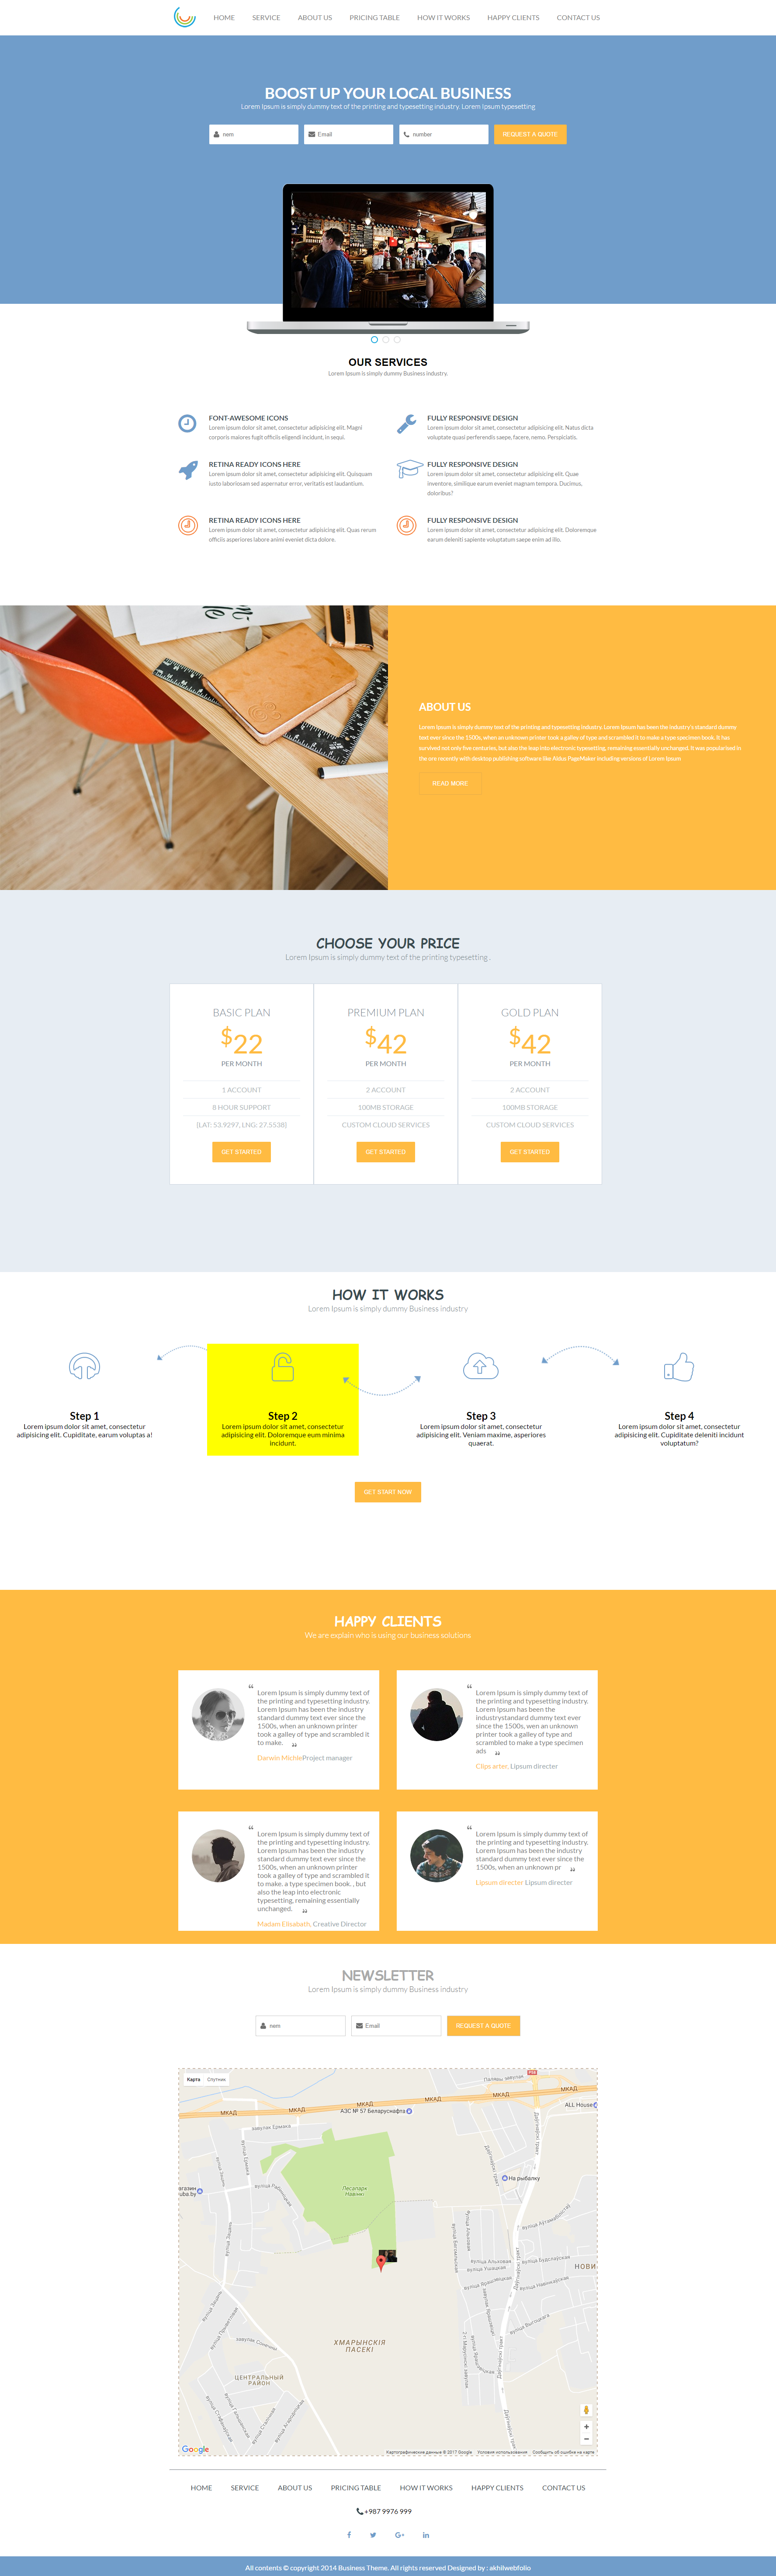 HOME SERVICE ABOUT US PRICING TABLE HOW IT WORKS HAPPY CLIENTS CONTACT US
BOOST UP YOUR LOCAL BUSINESS
Lorem Ipsum is simply dummy text of the printing and typesetting industry. Lorem Ipsum typesetting
nem Email number REQUEST A QUOTE
OUR SERVICES
Lorem Ipsum is simply dummy Business industry.
FONT-AWESOME ICONS
Lorem ipsum dolor sit amet, consectetur adipisicing elit. Magni
corporis maiores fugit officiis eligendi incidunt, in sequi.
FULLY RESPONSIVE DESIGN
Lorem ipsum dolor sit amet, consectetur adipisicing elit. Natus dicta
voluptate quasi perferendis saepe, facere, nemo. Perspiciatis.
RETINA READY ICONS HERE
Lorem ipsum dolor sit amet, consectetur adipisicing elit. Quisquam
iusto laboriosam sed aspernatur error, veritatis est laudantium.
FULLY RESPONSIVE DESIGN
Lorem ipsum dolor sit amet, consectetur adipisicing elit. Quae
inventore, similique earum eveniet magnam tempora. Ducimus,
doloribus?
RETINA READY ICONS HERE
Lorem ipsum dolor sit amet, consectetur adipisicing elit. Quas rerum
officiis asperiores labore animi eveniet dicta dolore.
FULLY RESPONSIVE DESIGN
Lorem ipsum dolor sit amet, consectetur adipisicing elit. Doloremque
earum deleniti sapiente voluptatum saepe enim ad illo.
ABOUT US
Lorem Ipsum is simply dummy text of the printing and typesetting industry. Lorem Ipsum has been the industry's standard dummy
text ever since the 1500s, when an unknown printer took a galley of type and scrambled it to make a type specimen book. It has
survived not only five centuries, but also the leap into electronic typesetting, remaining essentially unchanged. It was popularised in
the ore recently with desktop publishing software like Aldus PageMaker including versions of Lorem Ipsum
READ MORE
CHOOSE YOUR PRICE
Lorem Ipsum is simply dummy text of the printing typesetting .
BASIC PLAN
$22
PER MONTH
1 ACCOUNT
8 HOUR SUPPORT
(LAT: 53.9297, LNG: 27.5538)
GET STARTED
PREMIUM PLAN
$42
PER MONTH
2 ACCOUNT
100MB STORAGE
CUSTOM CLOUD SERVICES
GET STARTED
GOLD PLAN
$42
PER MONTH
2 ACCOUNT
100MB STORAGE
CUSTOM CLOUD SERVICES
GET STARTED
HOW IT WORKS
Lorem Ipsum is simply dummy Business industry
Step 1
Lorem ipsum dolor sit amet, consectetur
adipisicing elit. Cupiditate, earum voluptas a!
Step 2
Lorem ipsum dolor sit amet, consectetur
adipisicing elit. Doloremque eum minima
incidunt.
Step 3
Lorem ipsum dolor sit amet, consectetur
adipisicing elit. Veniam maxime, asperiores
quaerat.
Step 4
Lorem ipsum dolor sit amet, consectetur
adipisicing elit. Cupiditate deleniti incidunt
voluptatum?
GET START NOW
HAPPY CLIENTS
We are explain who is using our business solutions
“ Lorem Ipsum is simply dummy text of
the printing and typesetting industry.
Lorem Ipsum has been the industry
standard dummy text ever since the
1500s, when an unknown printer
took a galley of type and scrambled it
to make. ”
Darwin Michle Project manager
“ Lorem Ipsum is simply dummy text of
the printing and typesetting industry.
Lorem Ipsum has been the
industrystandard dummy text ever
since the 1500s, wen an unknown
printer took a galley of type and
scrambled to make a type specimen
ads ”
Clips arter, Lipsum directer
“ Lorem Ipsum is simply dummy text of
the printing and typesetting industry.
Lorem Ipsum has been the industry
standard dummy text ever since the
1500s, when an unknown printer
took a galley of type and scrambled it
to make. a type specimen book. , but
also the leap into electronic
typesetting, remaining essentially
unchanged. ”
Madam Elisabath, Creative Director
“ Lorem Ipsum is simply dummy text of
the printing and typesetting industry.
Lorem Ipsum has been the industry
standard dummy text ever since the
1500s, when an unknown pr ”
Lipsum directer Lipsum directer
NEWSLETTER
Lorem Ipsum is simply dummy Business industry
nem Email REQUEST A QUOTE
Карта Спутник
МКАД МКАД МКАД МКАД МКАД МКАД
АЗС № 57 Беларуснафта
ALL House
завулак Ермака
вуліца Ермака
агазин
uba.by
Лесапарк
Навінкі
На рыбалку
НОВИ
ХМАРЫНСКІЯ
ПАСЕКІ
ЦЕНТРАЛЬНЫЙ
РАЙОН
Google
Картографические данные © 2017 Google Условия использования Сообщить об ошибке на карте
HOME SERVICE ABOUT US PRICING TABLE HOW IT WORKS HAPPY CLIENTS CONTACT US
+987 9976 999
All contents © copyright 2014 Business Theme. All rights reserved Designed by : akhilwebfolio